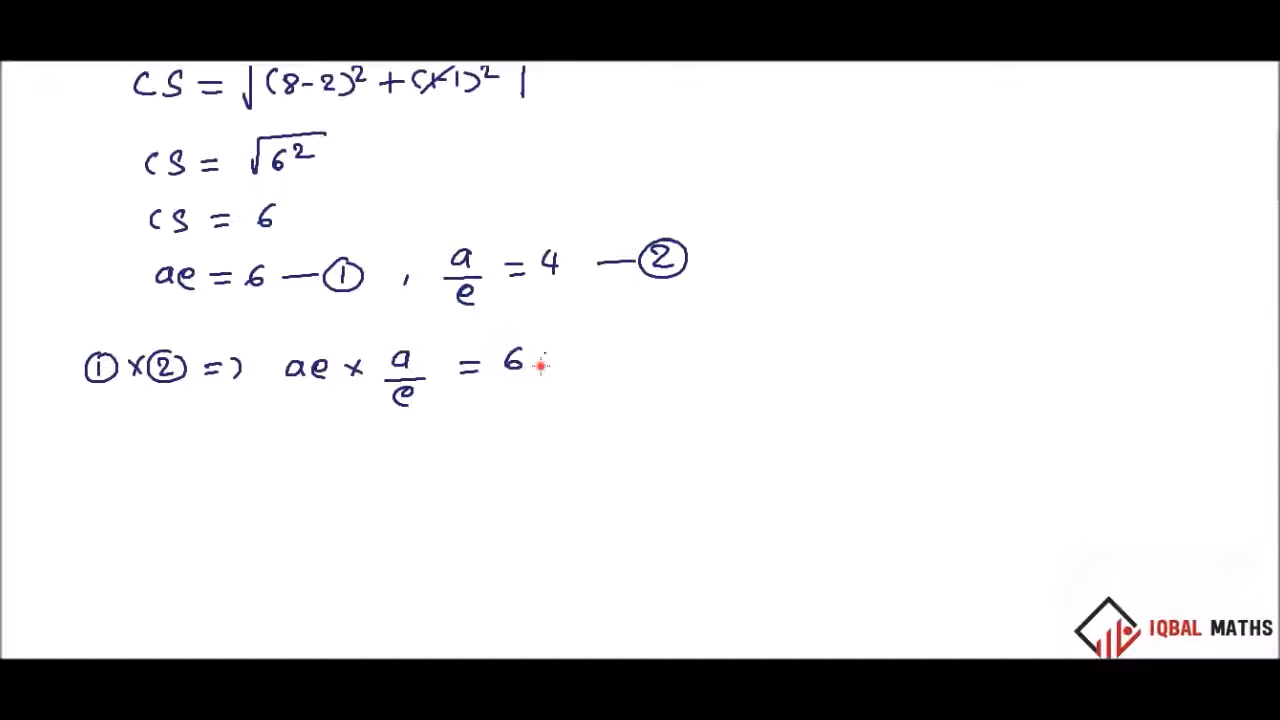 CS = √(8-2)² + (1-1)²
CS = √6²
CS = 6
ae = 6 — ① , a/e = 4 — ②
① × ② => ae × a/e = 6
IQBAL MATHS